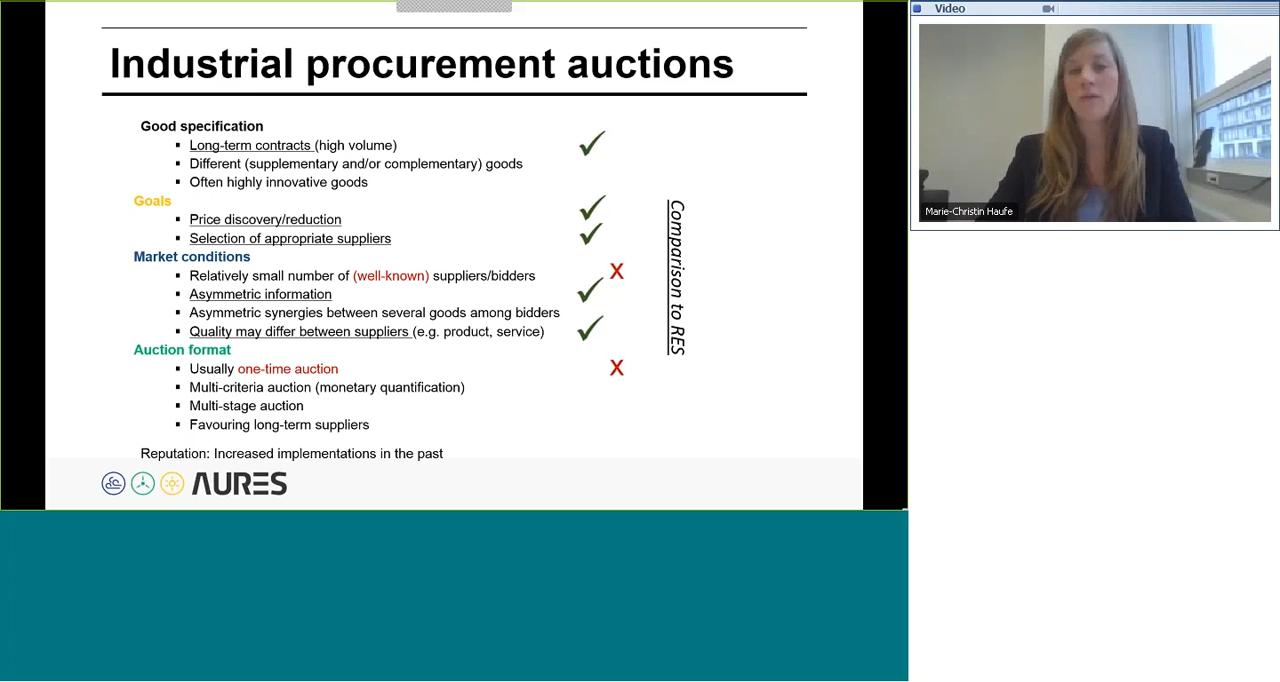 Industrial procurement auctions
Good specification
Long-term contracts (high volume)
Different (supplementary and/or complementary) goods
Often highly innovative goods
Goals
Price discovery/reduction
Selection of appropriate suppliers
Market conditions
Relatively small number of (well-known) suppliers/bidders
X
Asymmetric information
Asymmetric synergies between several goods among bidders
Quality may differ between suppliers (e.g. product, service)
Auction format
Usually one-time auction
X
Multi-criteria auction (monetary quantification)
Multi-stage auction
Favouring long-term suppliers
Reputation: Increased implementations in the past
Comparison to RES
AURES
Video
Marie-Christin Haufe